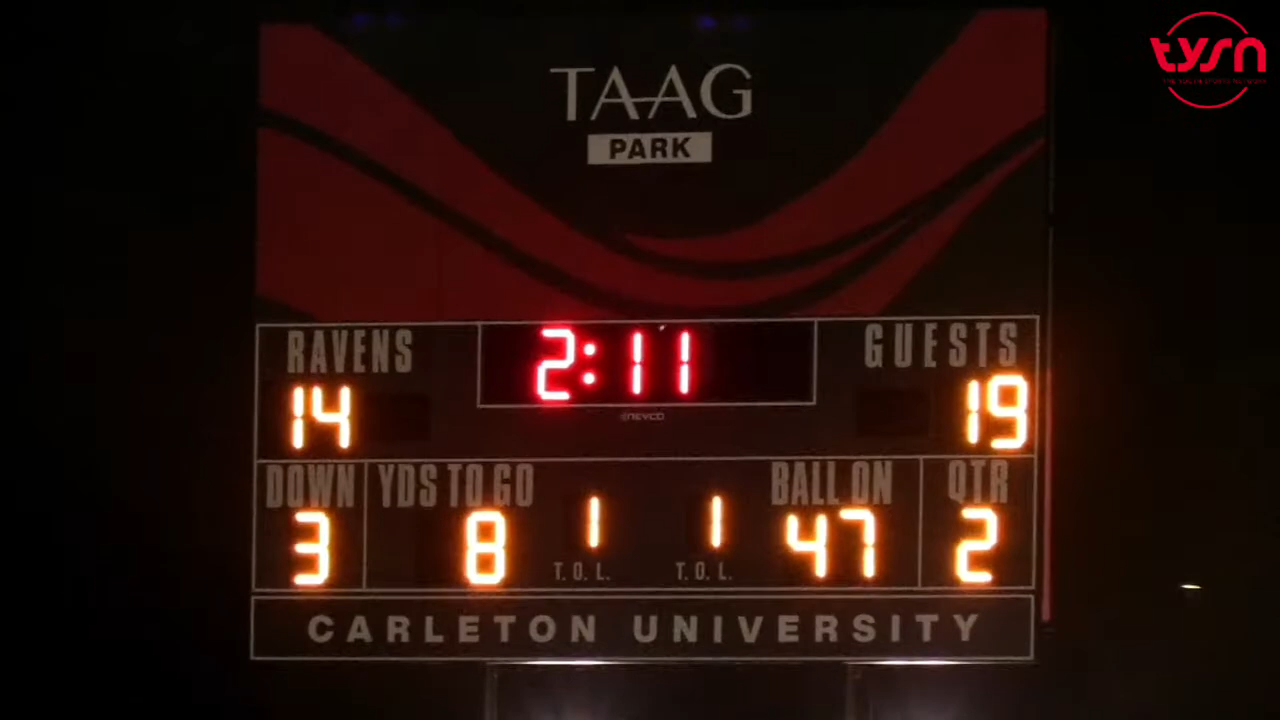 tysn
TAAG
PARK
RAVENS
2:11
GUESTS
14
19
NEVCO
DOWN
YDS TO GO
BALL ON
QTR
3
8
1
1
47
2
T. O. L.
T. O. L.
CARLETON UNIVERSITY